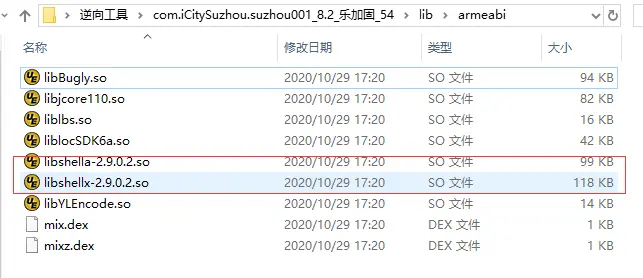 逆向工具 > com.iCitySuzhou.suzhou001_8.2_乐加固_54 > lib > armeabi
名称 修改日期 类型 大小
libBugly.so 2020/10/29 17:20 SO 文件 94 KB
libjcore110.so 2020/10/29 17:20 SO 文件 82 KB
liblbs.so 2020/10/29 17:20 SO 文件 16 KB
liblocSDK6a.so 2020/10/29 17:20 SO 文件 42 KB
libshella-2.9.0.2.so 2020/10/29 17:20 SO 文件 99 KB
libshellx-2.9.0.2.so 2020/10/29 17:20 SO 文件 118 KB
libYLEncode.so 2020/10/29 17:20 SO 文件 14 KB
mix.dex 2020/10/29 17:20 DEX 文件 1 KB
mixz.dex 2020/10/29 17:20 DEX 文件 1 KB